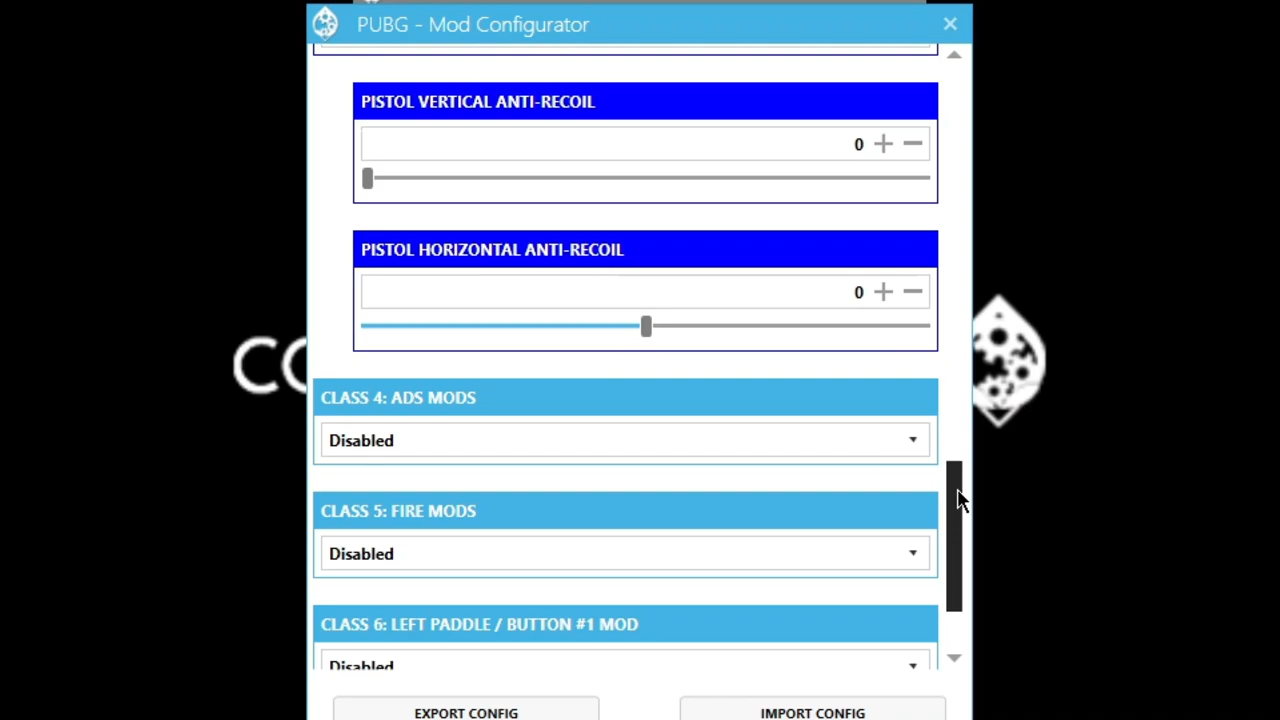 PUBG - Mod Configurator
PISTOL VERTICAL ANTI-RECOIL
0
PISTOL HORIZONTAL ANTI-RECOIL
0
CLASS 4: ADS MODS
Disabled
CLASS 5: FIRE MODS
Disabled
CLASS 6: LEFT PADDLE / BUTTON #1 MOD
Disabled
EXPORT CONFIG
IMPORT CONFIG